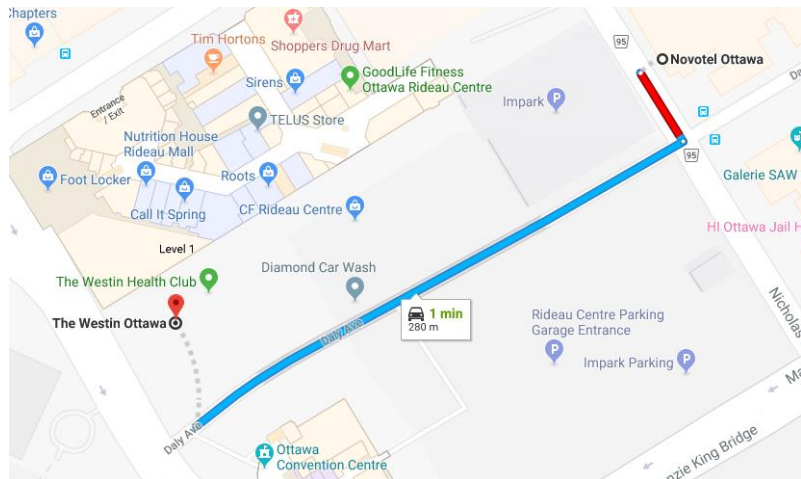 Chapters
Tim Hortons
Shoppers Drug Mart
95
Novotel Ottawa
Sirens
GoodLife Fitness
Ottawa Rideau Centre
Entrance
/ Exit
TELUS Store
Impark
P
Nutrition House
Rideau Mall
Foot Locker
Roots
95
Call It Spring
CF Rideau Centre
Galerie SAW
HI Ottawa Jail H
Level 1
The Westin Health Club
Diamond Car Wash
The Westin Ottawa
1 min
280 m
Daly Ave
Rideau Centre Parking
Garage Entrance
P
Impark Parking
P
Nicholas
Daly Ave
Ottawa
Convention Centre
nzie King Bridge